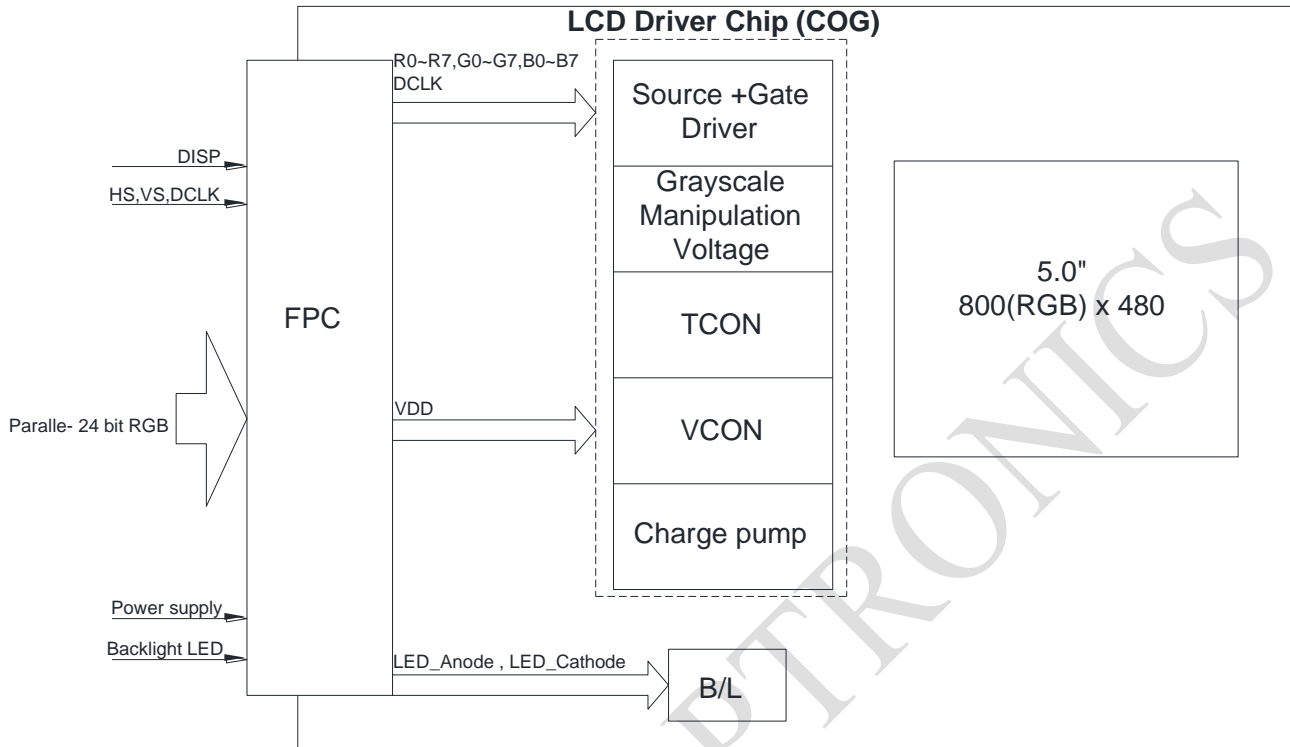 LCD Driver Chip (COG)
R0~R7,G0~G7,B0~B7
DCLK
Source +Gate
Driver
DISP
HS,VS,DCLK
Grayscale
Manipulation
Voltage
5.0"
800(RGB) x 480
FPC
TCON
Paralle- 24 bit RGB
VDD
VCON
Charge pump
Power supply
Backlight LED
LED_Anode , LED_Cathode
B/L
PTRONICS